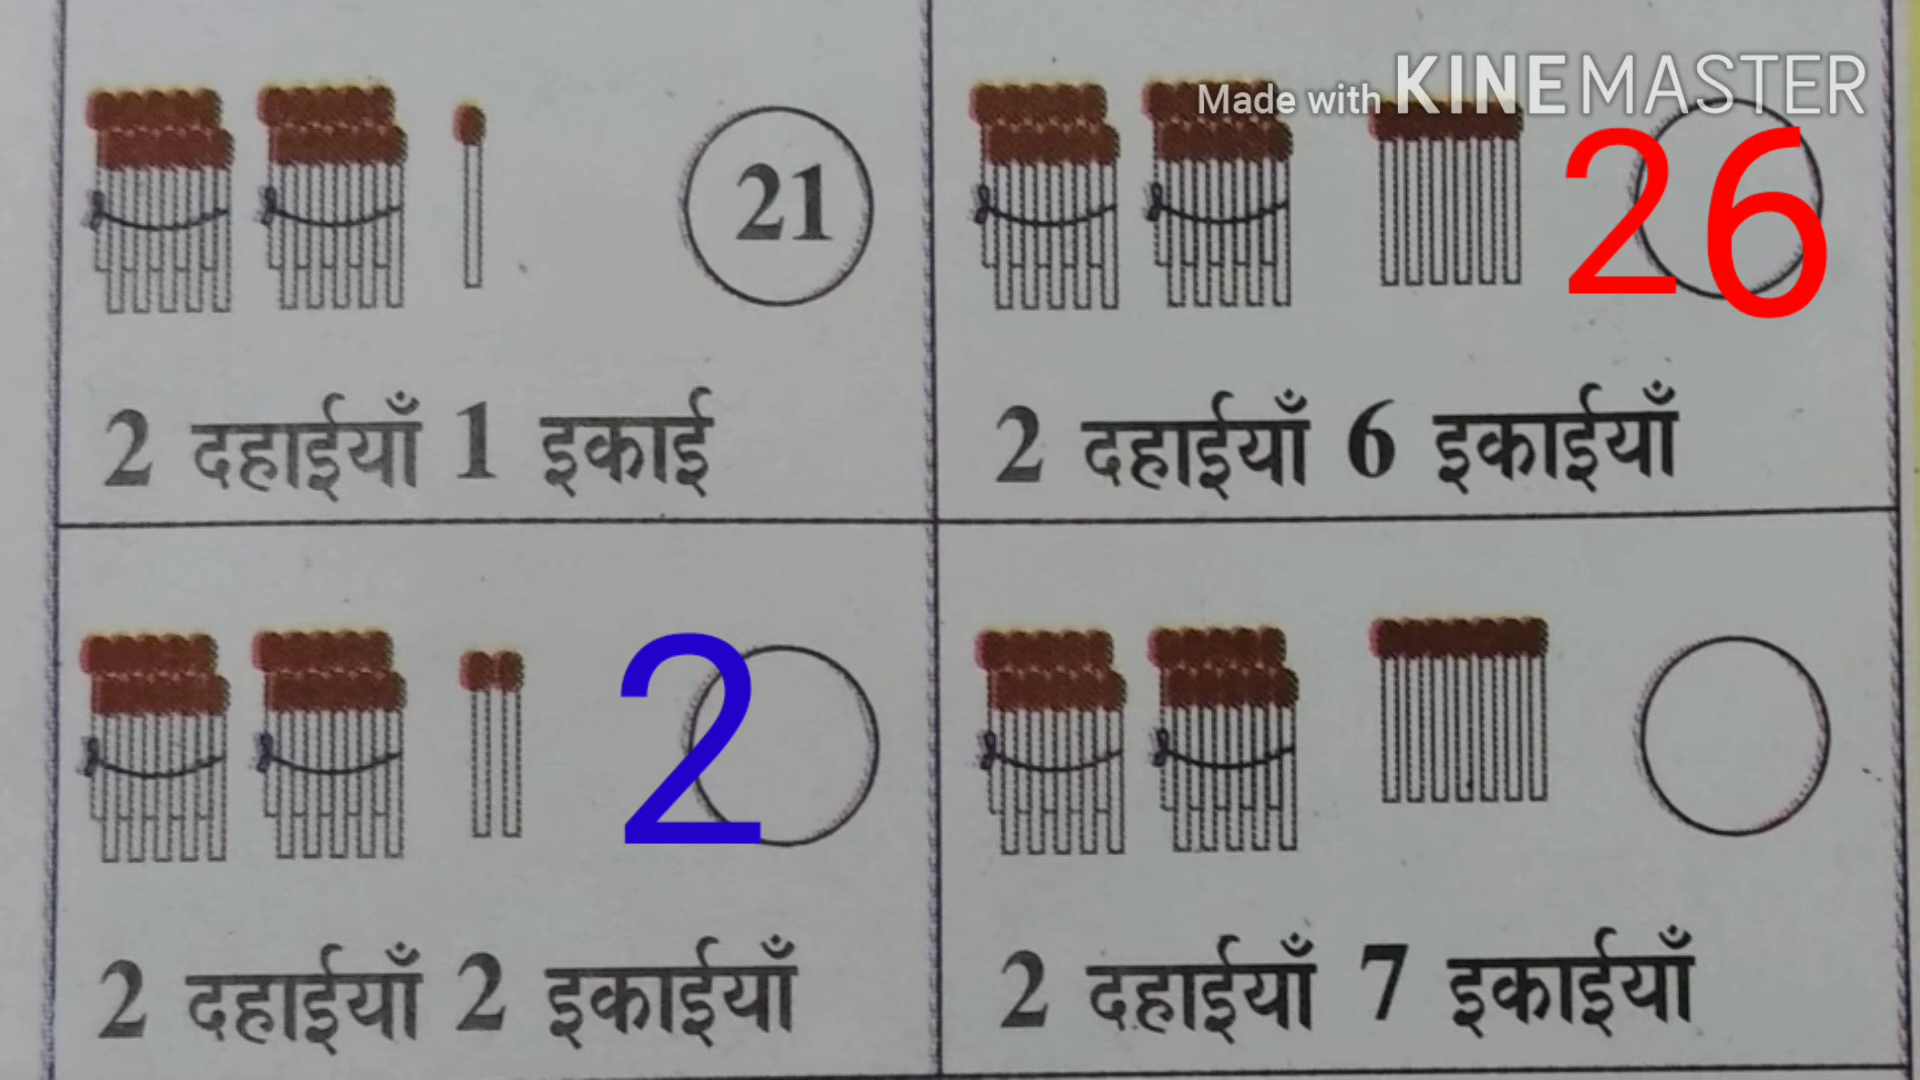 Made with KINEMASTER
21
26
2 दहाईयाँ 1 इकाई
2 दहाईयाँ 6 इकाईयाँ
2
2 दहाईयाँ 2 इकाईयाँ
2 दहाईयाँ 7 इकाईयाँ